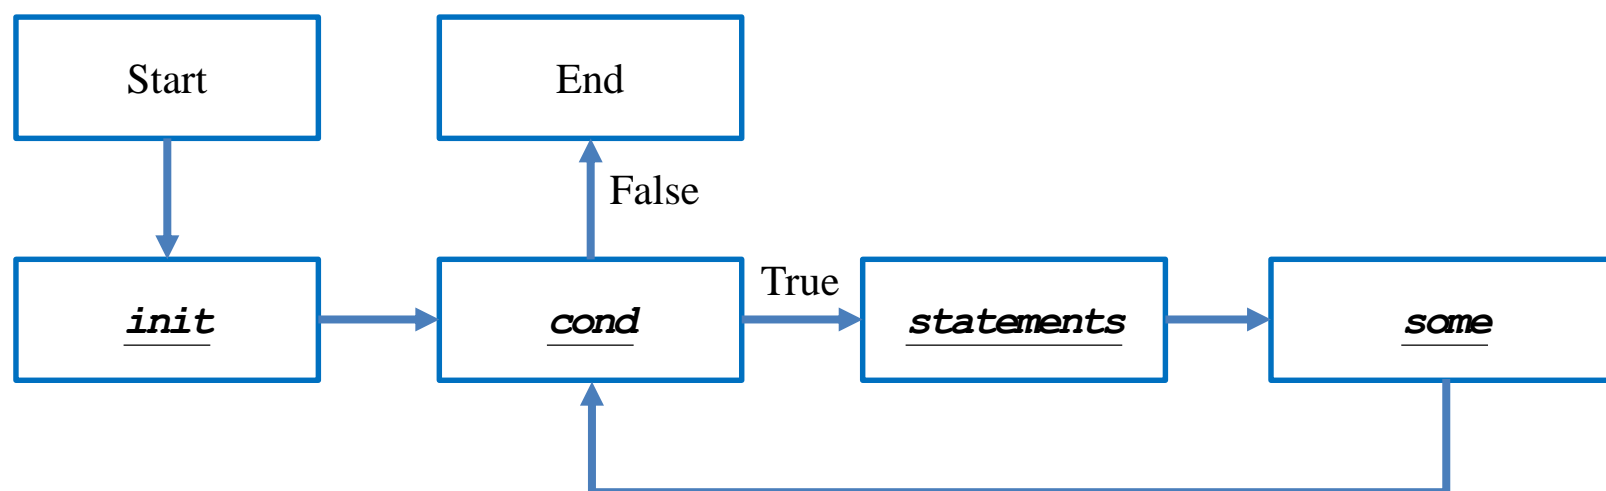 Start
End
False
True
init
cond
statements
some